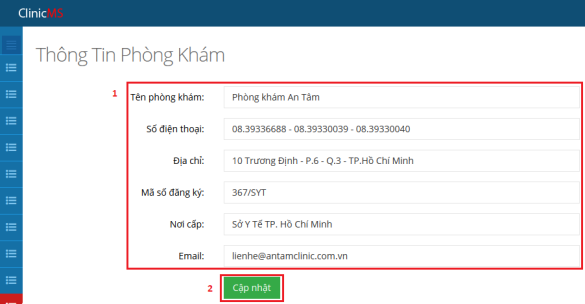 ClinicMS
Thông Tin Phòng Khám
1
Tên phòng khám: Phòng khám An Tâm
Số điện thoại: 08.39336688 - 08.39330039 - 08.39330040
Địa chỉ: 10 Trương Định - P.6 - Q.3 - TP.Hồ Chí Minh
Mã số đăng ký: 367/SYT
Nơi cấp: Sở Y Tế TP. Hồ Chí Minh
Email: lienhe@antamclinic.com.vn
2 Cập nhật